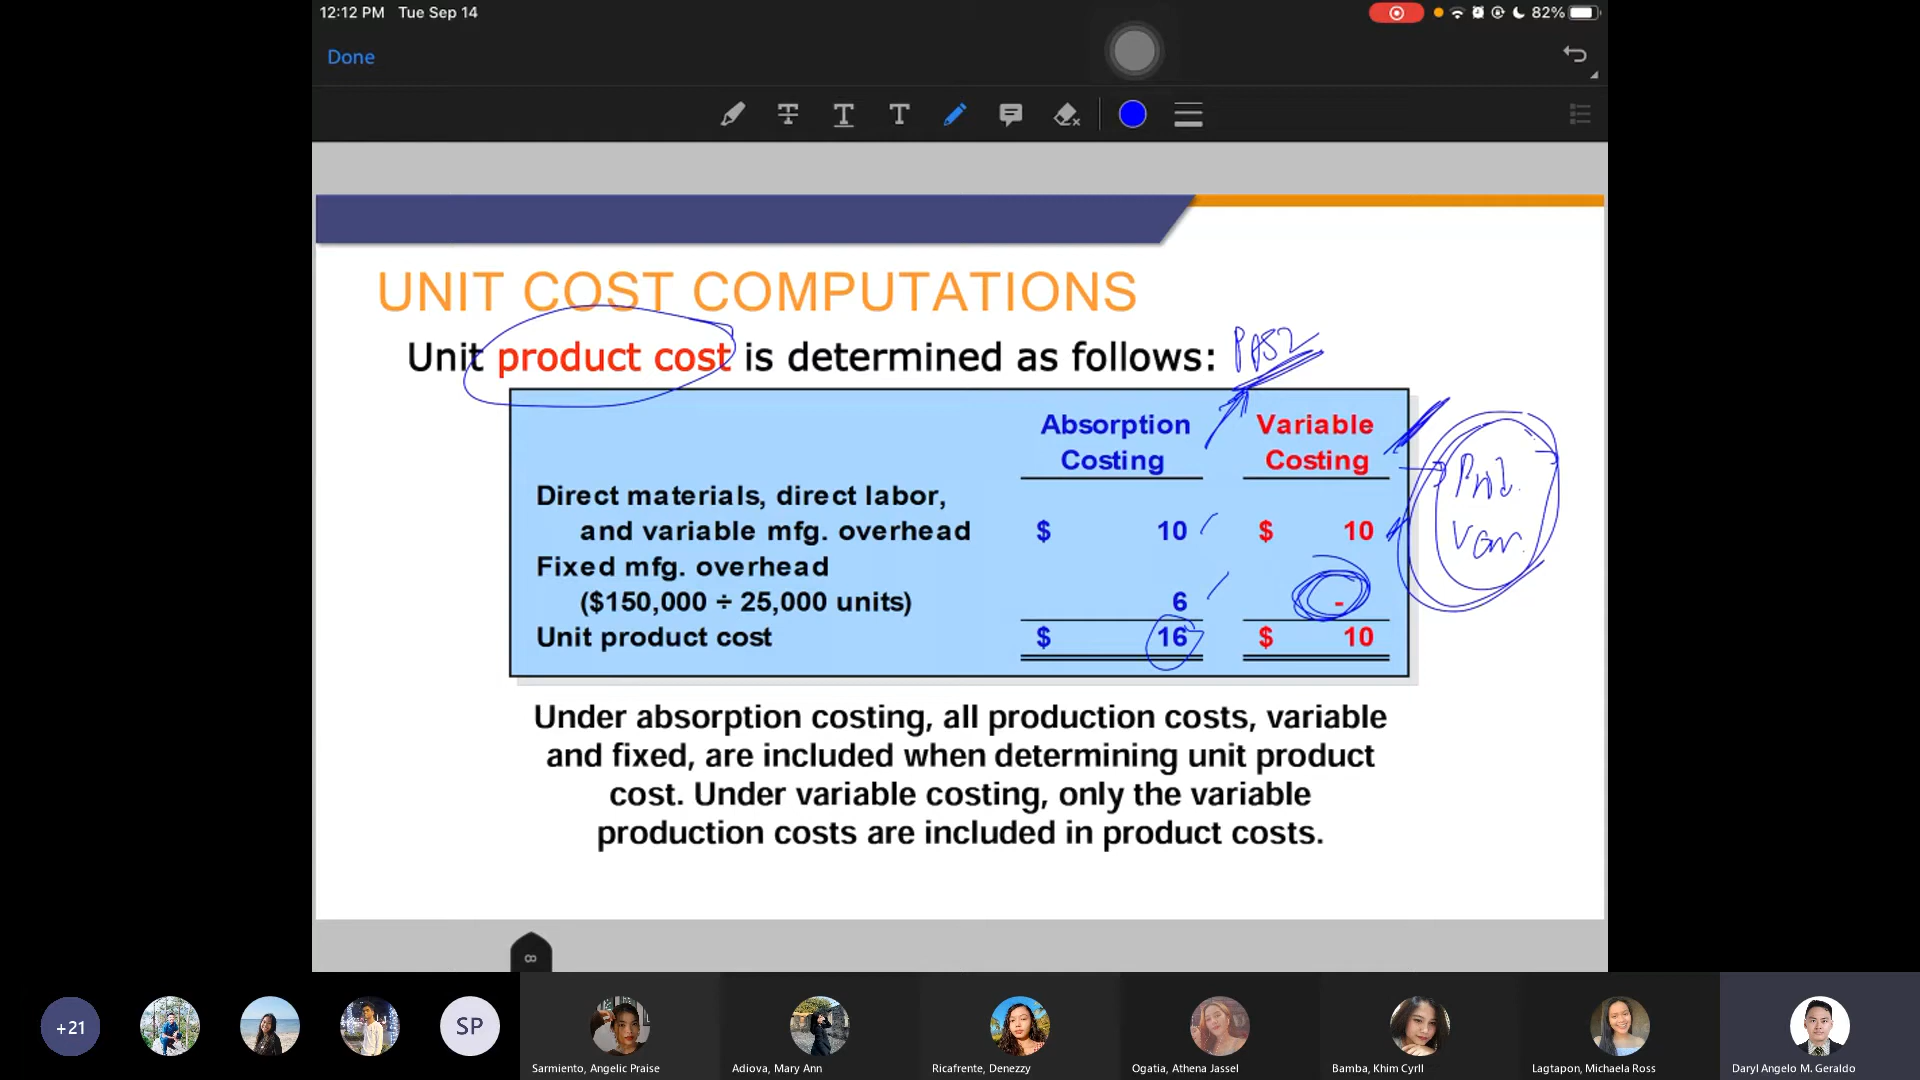 12:12 PM Tue Sep 14
82%
Done
UNIT COST COMPUTATIONS
Unit product cost is determined as follows:
PAS2
Absorption Costing
Variable Costing
Direct materials, direct labor,
and variable mfg. overhead $ 10 $ 10
Fixed mfg. overhead
($150,000 ÷ 25,000 units) 6 -
Unit product cost $ 16 $ 10
Prod.
Var.
Under absorption costing, all production costs, variable
and fixed, are included when determining unit product
cost. Under variable costing, only the variable
production costs are included in product costs.
8
+21
SP
Sarmiento, Angelic Praise
Adiova, Mary Ann
Ricafrente, Denezzy
Ogatia, Athena Jassel
Bamba, Khim Cyrll
Lagtapon, Michaela Ross
Daryl Angelo M. Geraldo